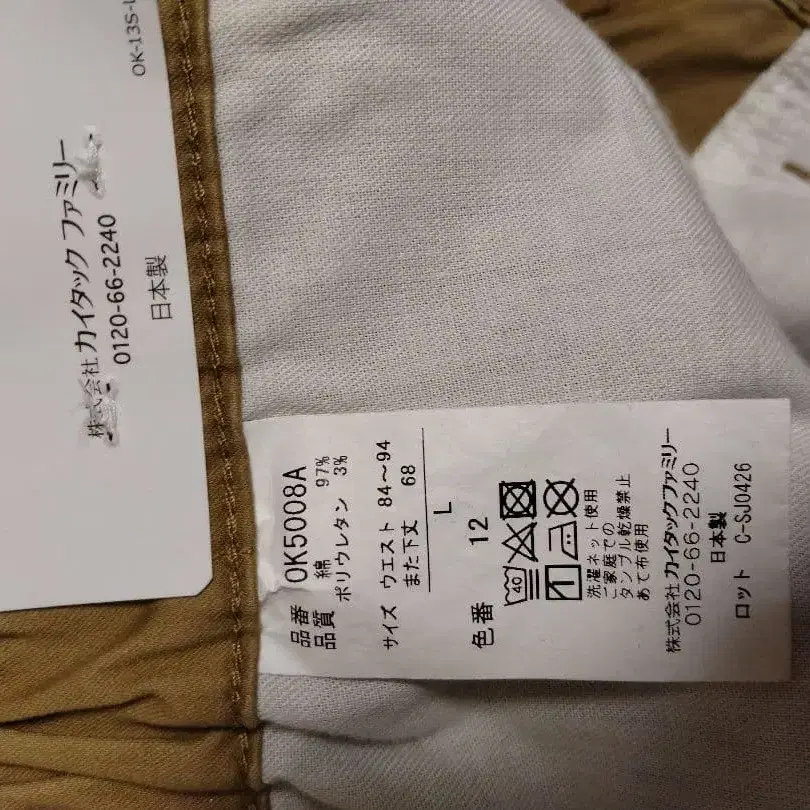 OK-13S-L
株式会社 カイタック ファミリー
0120-66-2240
日本製
品番 OK5008A
品質 綿 97%
ポリウレタン 3%
サイズ ウエスト 84〜94
また下丈 68
L
色番 12
40
洗濯ネット使用
ご家庭での
タンブル乾燥禁止
あて布使用
株式会社カイタックファミリー
0120-66-2240
日本製
ロット C-SJ0426